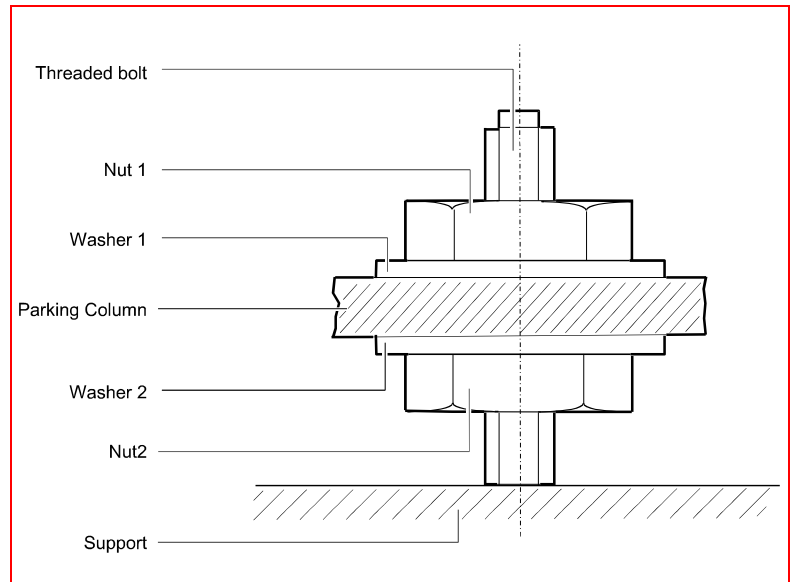 Threaded bolt
Nut 1
Washer 1
Parking Column
Washer 2
Nut2
Support